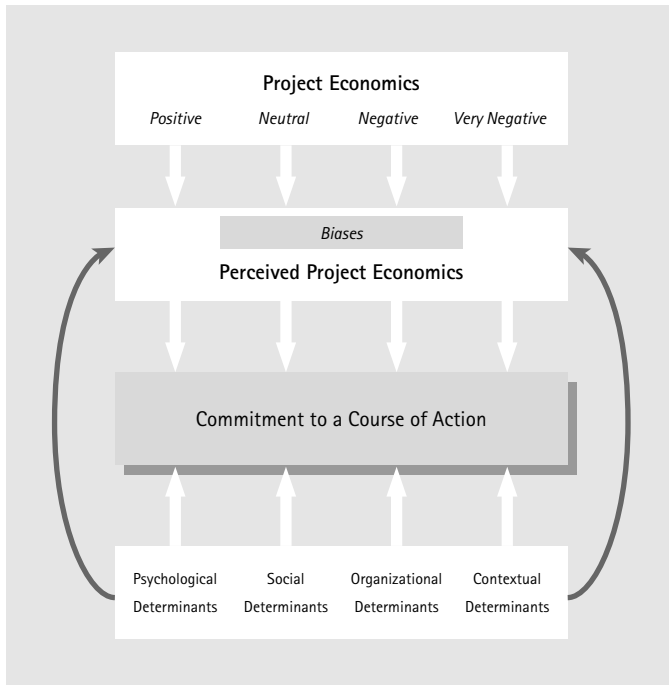 Project Economics
Positive Neutral Negative Very Negative
Biases
Perceived Project Economics
Commitment to a Course of Action
Psychological Social Organizational Contextual
Determinants Determinants Determinants Determinants